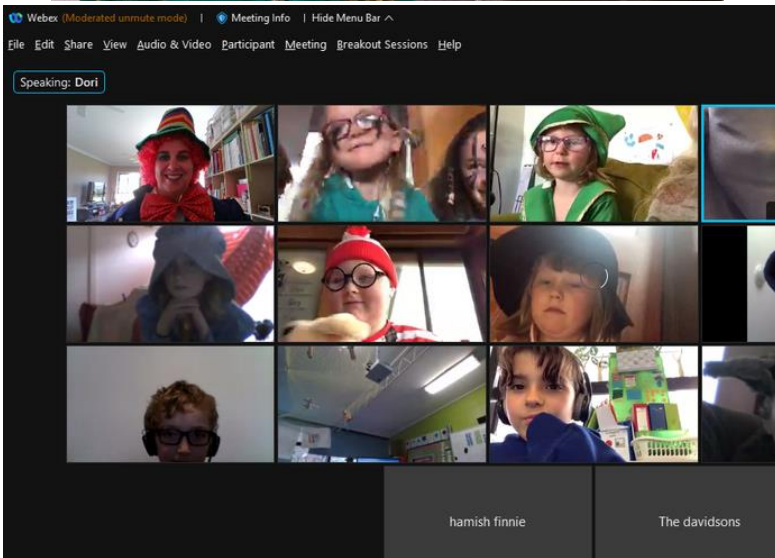 Webex (Moderated unmute mode) | Meeting Info | Hide Menu Bar
File Edit Share View Audio & Video Participant Meeting Breakout Sessions Help
Speaking: Dori
hamish finnie
The davidsons